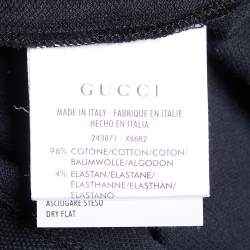 GUCCI
MADE IN ITALY - FABRIQUE EN ITALIE
HECHO EN ITALIA
243871 - X8682
96% COTONE/COTTON/COTON/
BAUMWOLLE/ALGODON
4% ELASTAN/ELASTANE/
ELASTHANNE/ELASTHAN/
ELASTANO
ASCIUGARE STESO
DRY FLAT